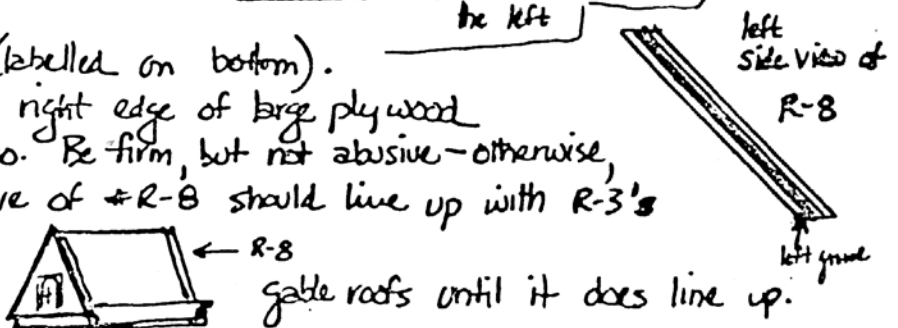 the left
left
side view of
R-8
(labelled on bottom).
right edge of large plywood
o. Be firm, but not abusive - otherwise,
ve of #R-8 should line up with R-3's
← R-8
left groove
gable roofs until it does line up.